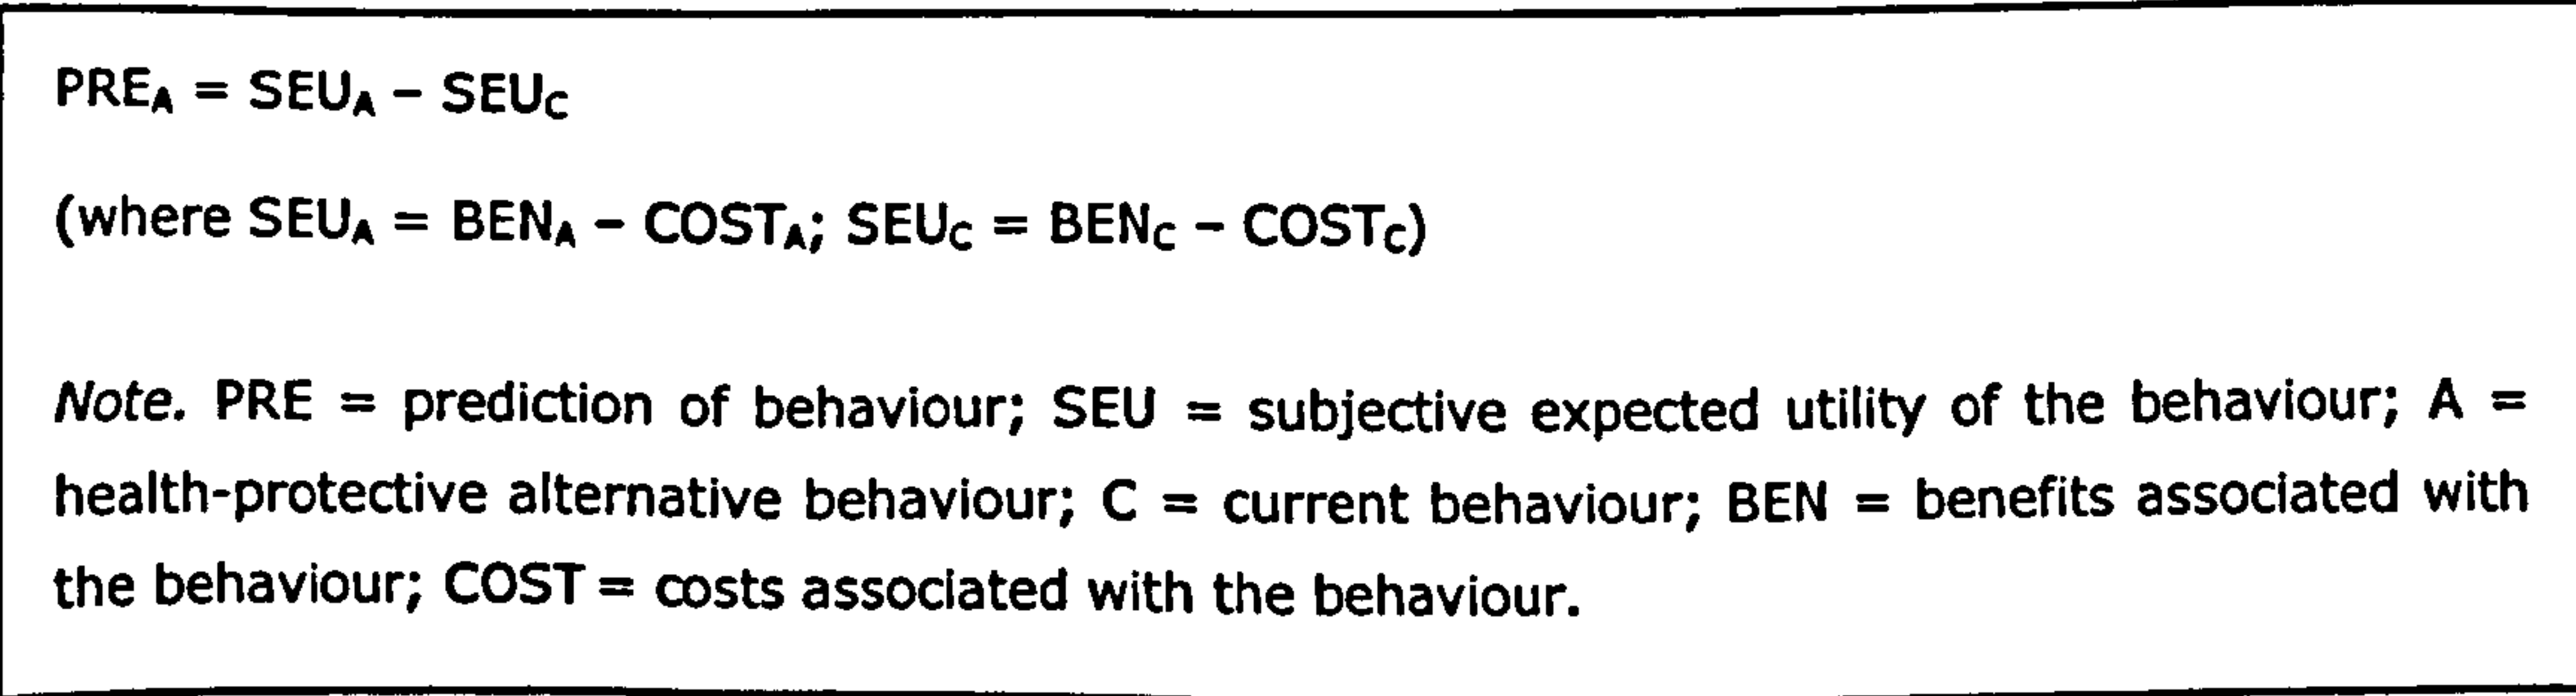 PREA = SEUA – SEUC
(where SEUA = BENA – COSTA; SEUC = BENC – COSTC)
Note. PRE = prediction of behaviour; SEU = subjective expected utility of the behaviour; A =
health-protective alternative behaviour; C = current behaviour; BEN = benefits associated with
the behaviour; COST = costs associated with the behaviour.